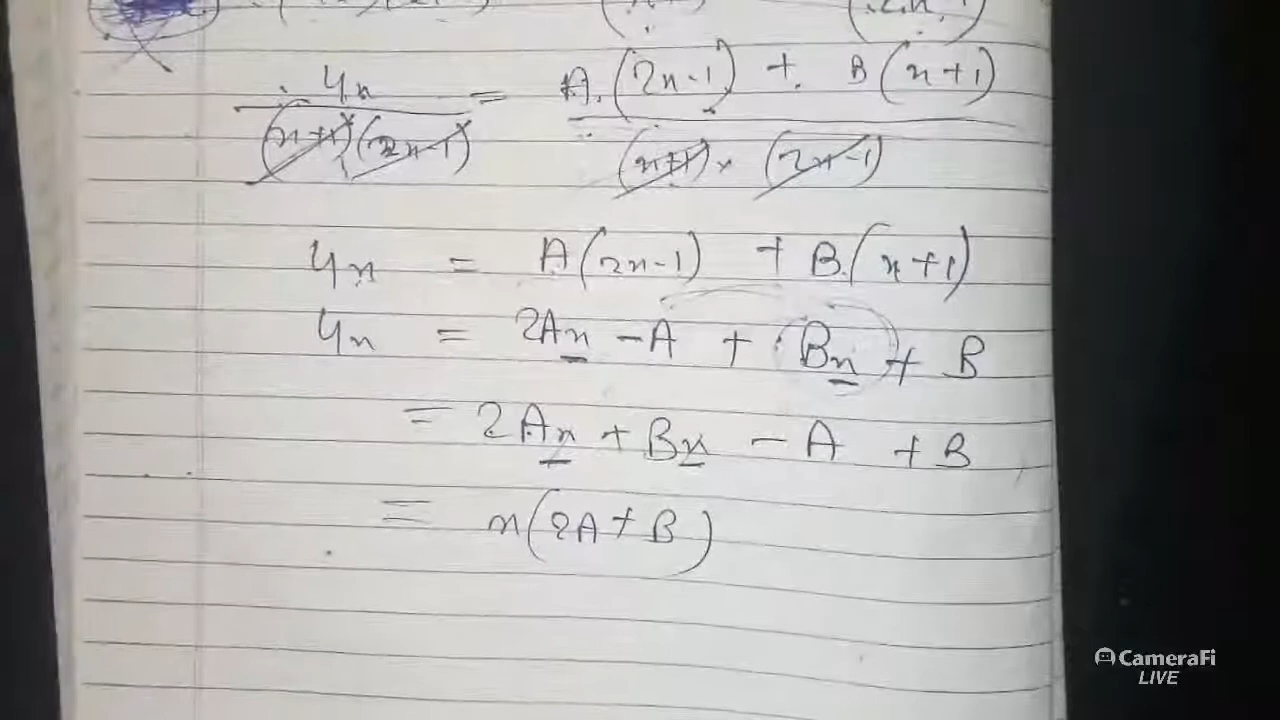 4x / (x+1)(2x-1) = A.(2x-1) + B(x+1) / (x+1) x (2x-1)
4x = A(2x-1) + B.(x+1)
4x = 2Ax - A + Bx + B
= 2Ax + Bx - A + B
= x(2A + B)
CameraFi
LIVE